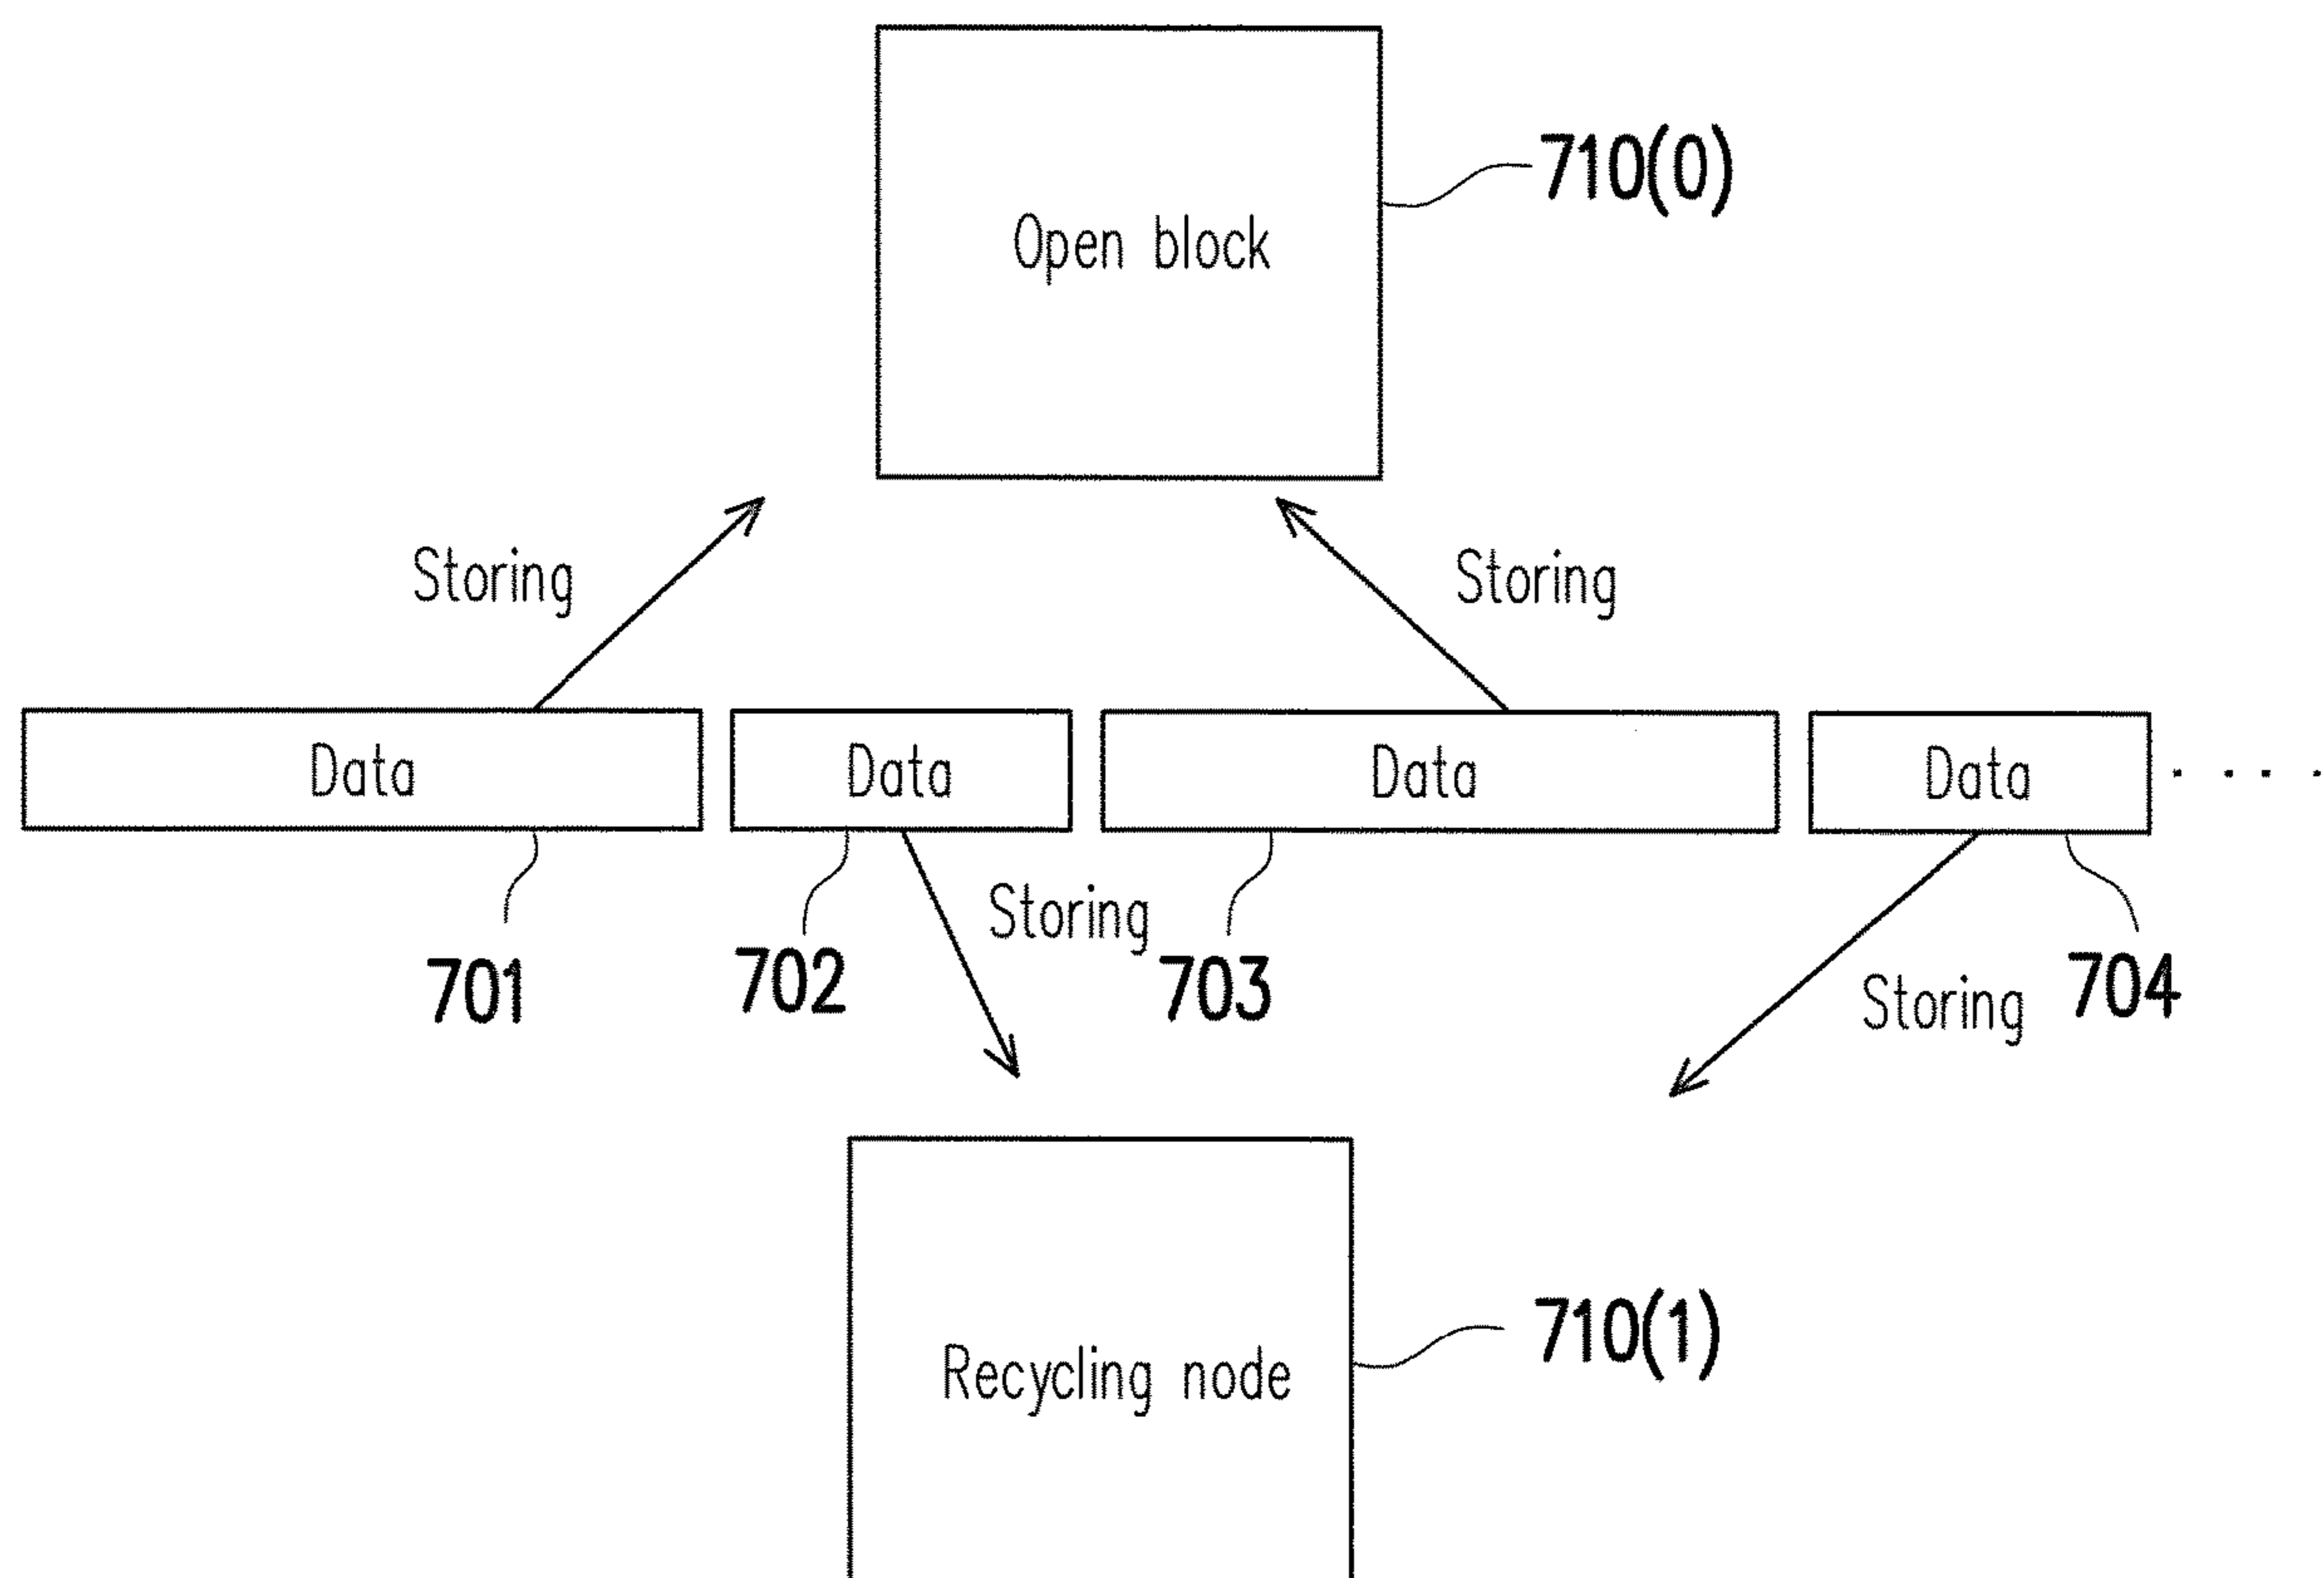 710(0)
Open block
Storing
Storing
Data
Data
Data
Data
. . . .
Storing
701
702
703
Storing
704
Recycling node
710(1)